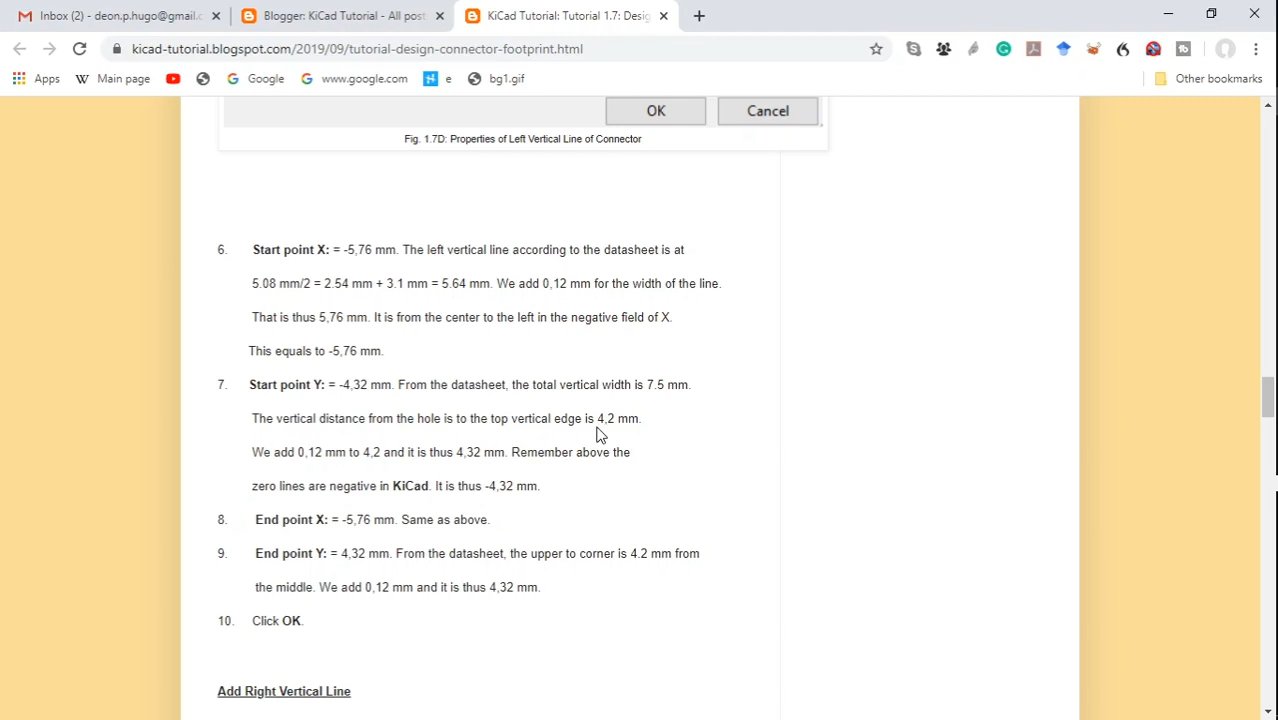 Inbox (2) - deon.p.hugo@gmail.c
Blogger: KiCad Tutorial - All post
KiCad Tutorial: Tutorial 1.7: Desig
kicad-tutorial.blogspot.com/2019/09/tutorial-design-connector-footprint.html
Apps
Main page
Google
www.google.com
e
bg1.gif
Other bookmarks
OK
Cancel
Fig. 1.7D: Properties of Left Vertical Line of Connector
6. Start point X: = -5,76 mm. The left vertical line according to the datasheet is at
5.08 mm/2 = 2.54 mm + 3.1 mm = 5.64 mm. We add 0,12 mm for the width of the line.
That is thus 5,76 mm. It is from the center to the left in the negative field of X.
This equals to -5,76 mm.
7. Start point Y: = -4,32 mm. From the datasheet, the total vertical width is 7.5 mm.
The vertical distance from the hole is to the top vertical edge is 4,2 mm.
We add 0,12 mm to 4,2 and it is thus 4,32 mm. Remember above the
zero lines are negative in KiCad. It is thus -4,32 mm.
8. End point X: = -5,76 mm. Same as above.
9. End point Y: = 4,32 mm. From the datasheet, the upper to corner is 4.2 mm from
the middle. We add 0,12 mm and it is thus 4,32 mm.
10. Click OK.
Add Right Vertical Line